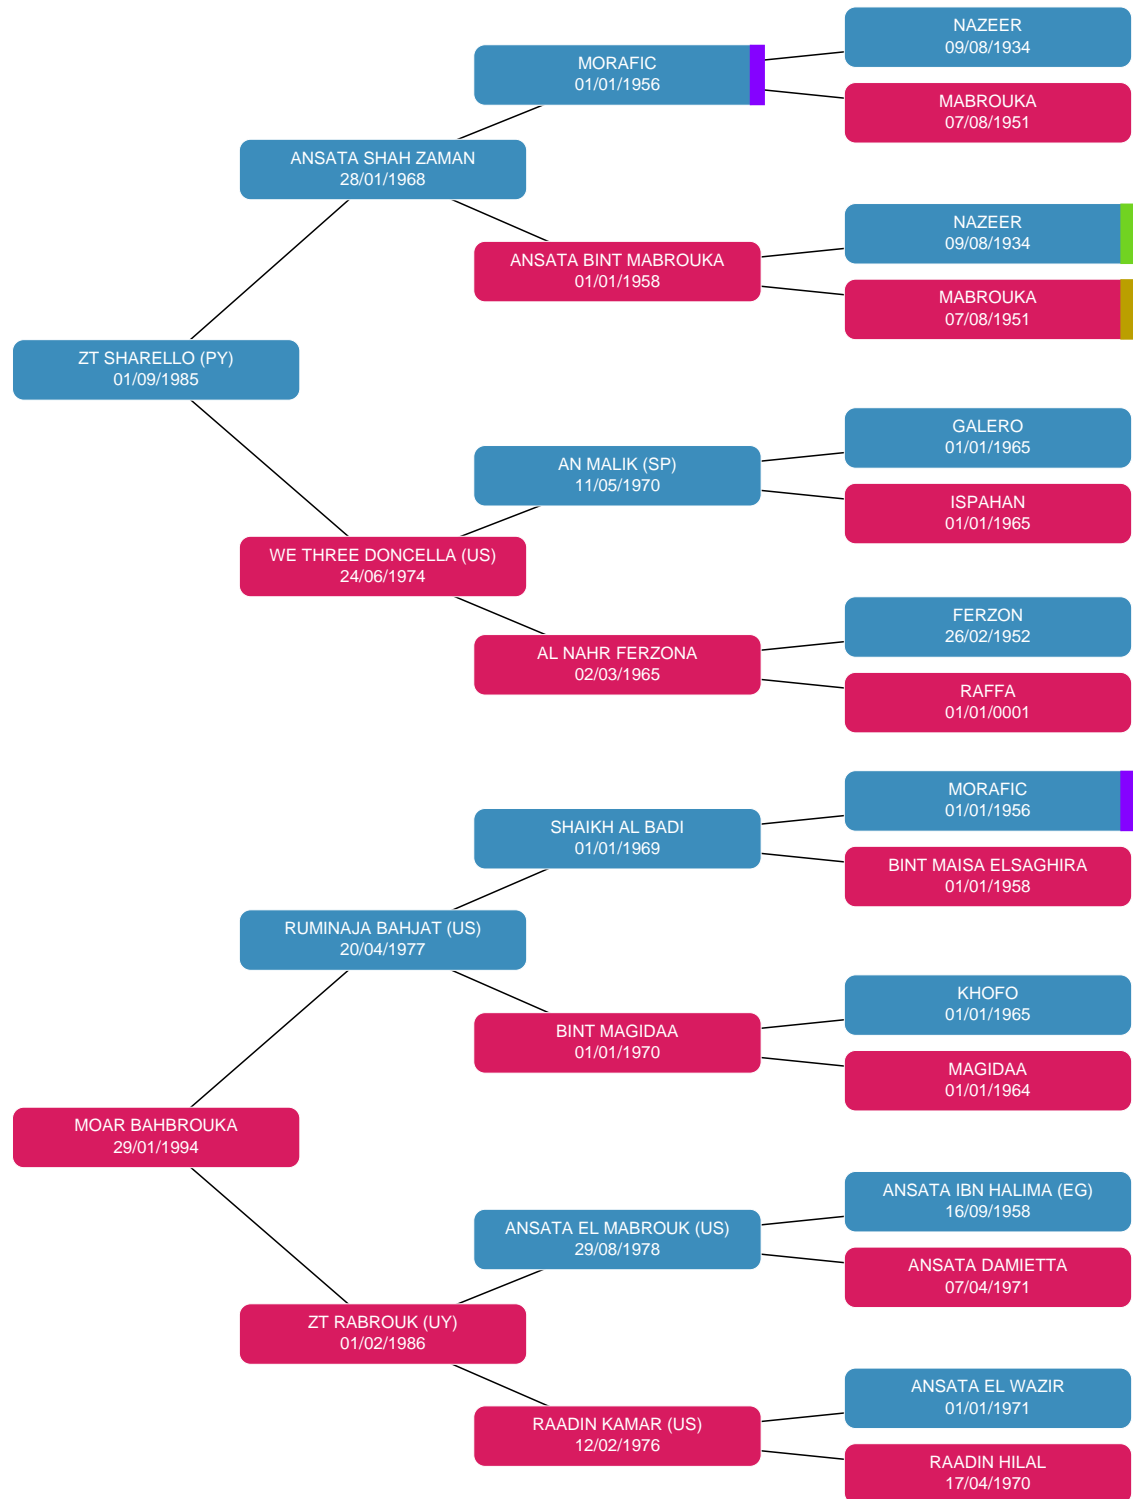 NAZEER
09/08/1934
MORAFIC
01/01/1956
MABROUKA
07/08/1951
ANSATA SHAH ZAMAN
28/01/1968
NAZEER
09/08/1934
ANSATA BINT MABROUKA
01/01/1958
MABROUKA
07/08/1951
ZT SHARELLO (PY)
01/09/1985
GALERO
01/01/1965
AN MALIK (SP)
11/05/1970
ISPAHAN
01/01/1965
WE THREE DONCELLA (US)
24/06/1974
FERZON
26/02/1952
AL NAHR FERZONA
02/03/1965
RAFFA
01/01/0001
MORAFIC
01/01/1956
SHAIKH AL BADI
01/01/1969
BINT MAISA ELSAGHIRA
01/01/1958
RUMINAJA BAHJAT (US)
20/04/1977
KHOFO
01/01/1965
BINT MAGIDAA
01/01/1970
MAGIDAA
01/01/1964
MOAR BAHBROUKA
29/01/1994
ANSATA IBN HALIMA (EG)
16/09/1958
ANSATA EL MABROUK (US)
29/08/1978
ANSATA DAMIETTA
07/04/1971
ZT RABROUK (UY)
01/02/1986
ANSATA EL WAZIR
01/01/1971
RAADIN KAMAR (US)
12/02/1976
RAADIN HILAL
17/04/1970